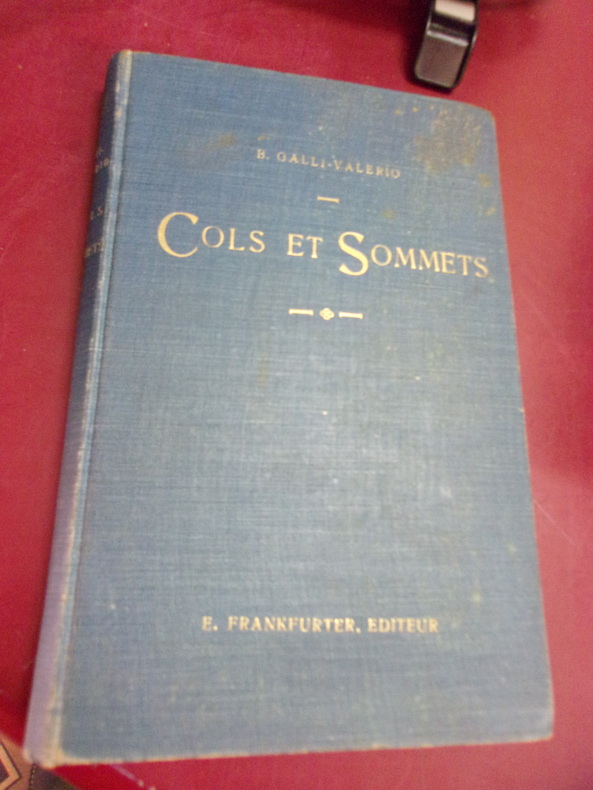 B. GALLI-VALERIO
COLS ET SOMMETS
E. FRANKFURTER, EDITEUR